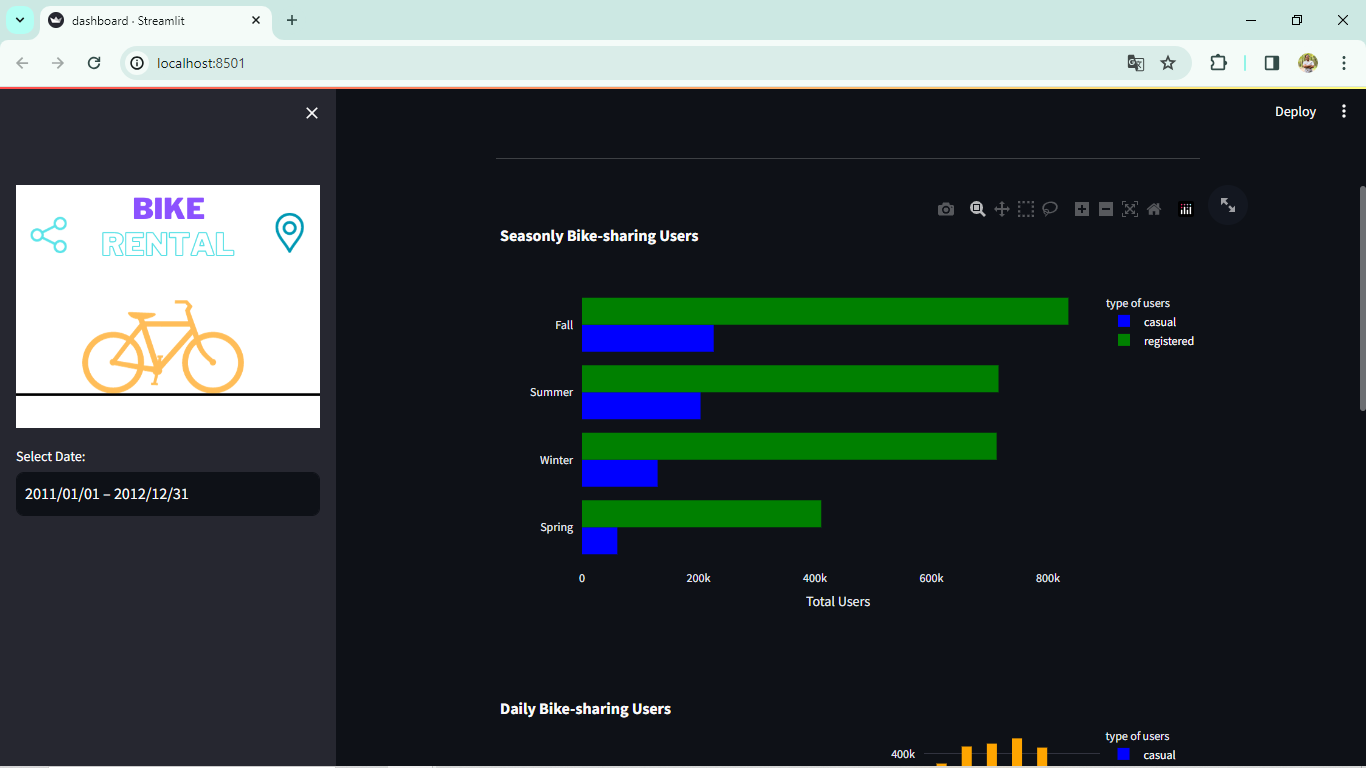 dashboard · Streamlit
localhost:8501
Deploy
BIKE
RENTAL
Select Date:
2011/01/01 – 2012/12/31
Seasonly Bike-sharing Users
type of users
casual
registered
Fall
Summer
Winter
Spring
0 200k 400k 600k 800k
Total Users
Daily Bike-sharing Users
type of users
casual
400k